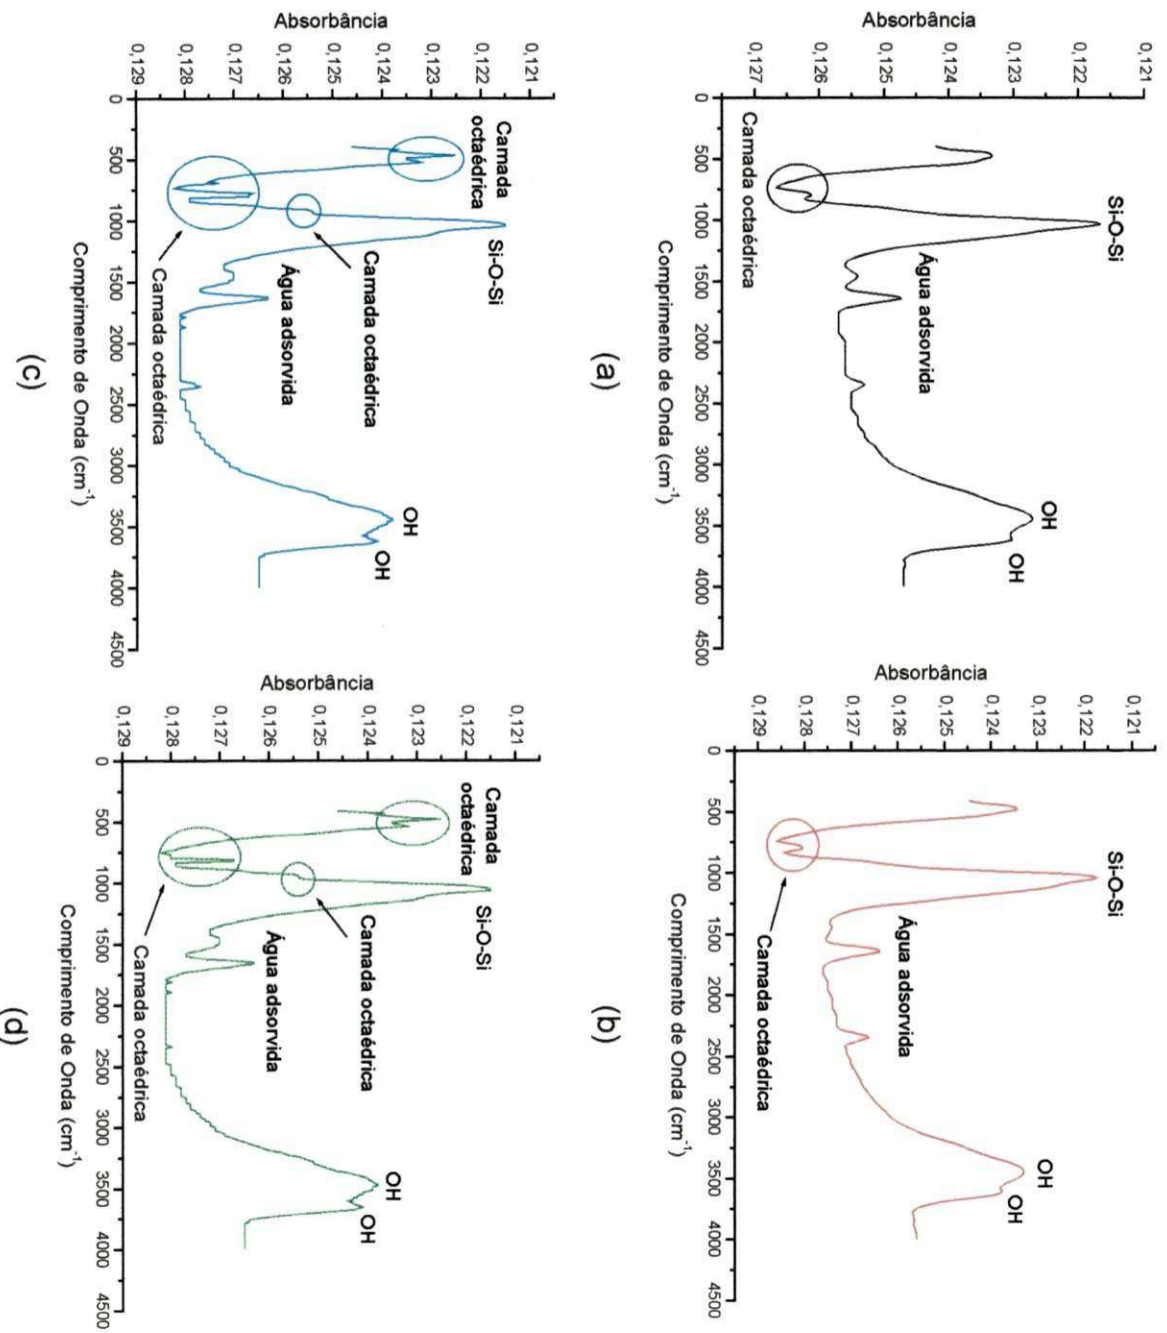 Absorbância
0,121
0,122
0,123
0,124
0,125
0,126
0,127
Si-O-Si
OH
OH
Água adsorvida
Camada octaédrica
0 500 1000 1500 2000 2500 3000 3500 4000 4500
Comprimento de Onda (cm⁻¹)
(a)
Absorbância
0,121
0,122
0,123
0,124
0,125
0,126
0,127
0,128
0,129
Si-O-Si
OH
OH
Água adsorvida
Camada octaédrica
0 500 1000 1500 2000 2500 3000 3500 4000 4500
Comprimento de Onda (cm⁻¹)
(b)
Absorbância
0,121
0,122
0,123
0,124
0,125
0,126
0,127
0,128
0,129
Camada
octaédrica
Si-O-Si
OH
OH
Camada octaédrica
Água adsorvida
Camada octaédrica
0 500 1000 1500 2000 2500 3000 3500 4000 4500
Comprimento de Onda (cm⁻¹)
(c)
Absorbância
0,121
0,122
0,123
0,124
0,125
0,126
0,127
0,128
0,129
Camada
octaédrica
Si-O-Si
OH
OH
Camada octaédrica
Água adsorvida
Camada octaédrica
0 500 1000 1500 2000 2500 3000 3500 4000 4500
Comprimento de Onda (cm⁻¹)
(d)